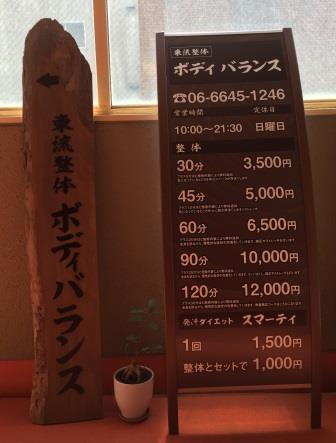 東流整体
ボディバランス
東流整体
ボディ バランス
☎06-6645-1246
営業時間 定休日
10:00〜21:30 日曜日
整体
30分 3,500円
45分 5,000円
60分 6,500円
90分 10,000円
120分 12,000円
発汗ダイエット スマーティ
1回 1,500円
整体とセットで 1,000円